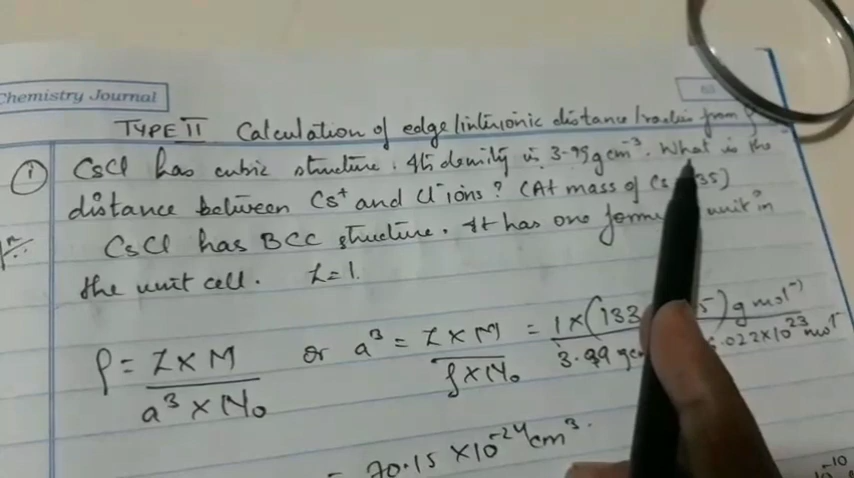 Chemistry Journal
TYPE II Calculation of edge/interionic distance/radius from
① CsCl has cubic structure. Its density is 3.99 g cm⁻³. What is the
distance between Cs⁺ and Cl⁻ ions? (At mass of Cs 35)
CsCl has BCC structure. It has one unit in
the unit cell. Z=1.
ρ = Z×M / a³×N₀ or a³ = Z×M / ρ×N₀ = 1×(133 5) g mol⁻¹ / 3.99 .022×10²³ mol⁻
= 70.15 ×10⁻²⁴ cm³.